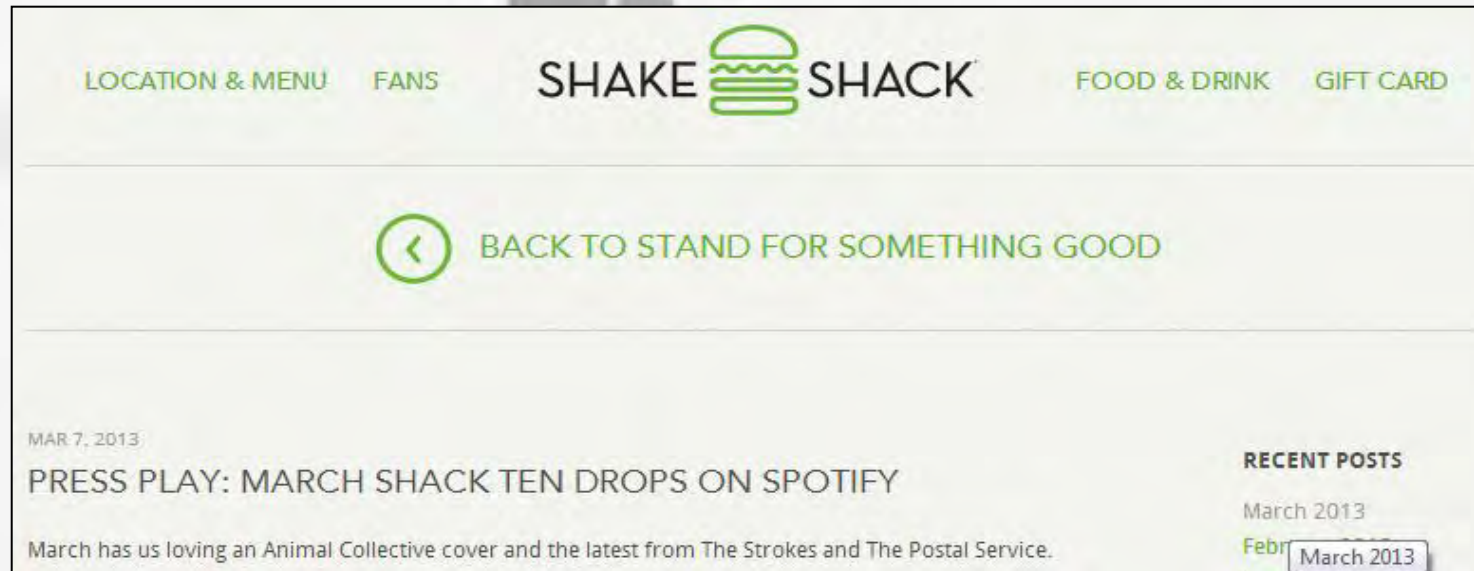 LOCATION & MENU FANS SHAKE SHACK FOOD & DRINK GIFT CARD
BACK TO STAND FOR SOMETHING GOOD
MAR 7, 2013
PRESS PLAY: MARCH SHACK TEN DROPS ON SPOTIFY
March has us loving an Animal Collective cover and the latest from The Strokes and The Postal Service.
RECENT POSTS
March 2013
March 2013